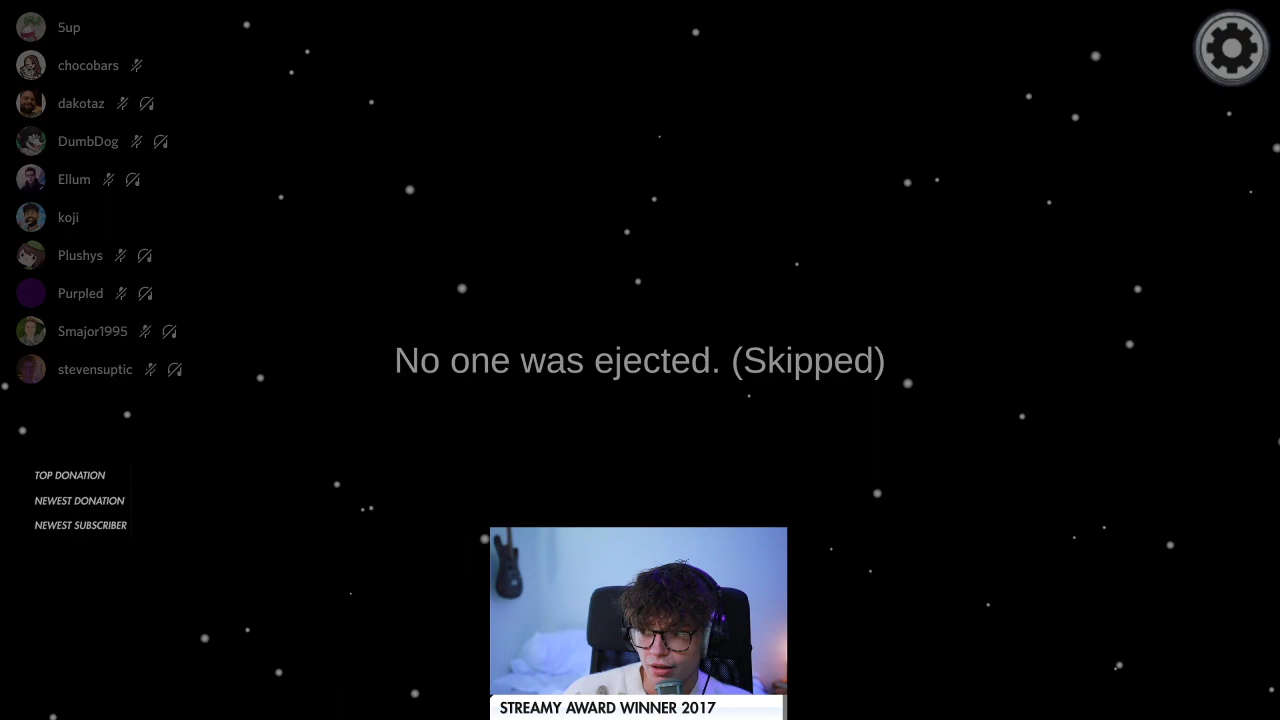 5up
chocobars
dakotaz
DumbDog
Ellum
koji
Plushys
Purpled
Smajor1995
stevensuptic
No one was ejected. (Skipped)
TOP DONATION
NEWEST DONATION
NEWEST SUBSCRIBER
STREAMY AWARD WINNER 2017